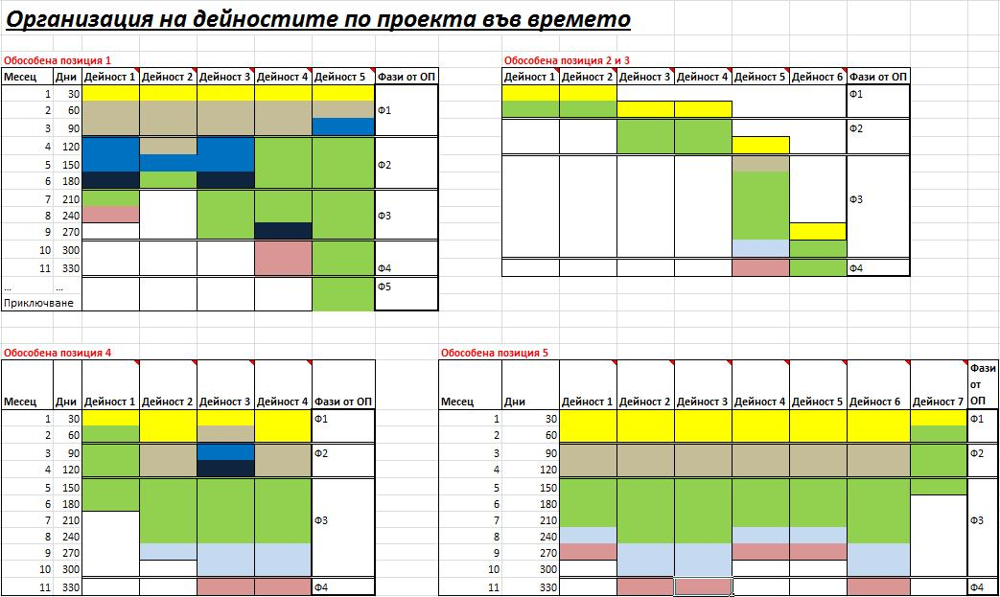 Организация на дейностите по проекта във времето
Обособена позиция 1
Месец Дни Дейност 1 Дейност 2 Дейност 3 Дейност 4 Дейност 5 Фази от ОП
1 30
2 60 Ф1
3 90
4 120
5 150 Ф2
6 180
7 210
8 240 Ф3
9 270
10 300
11 330 Ф4
... ... Ф5
Приключване
Обособена позиция 2 и 3
Дейност 1 Дейност 2 Дейност 3 Дейност 4 Дейност 5 Дейност 6 Фази от ОП
Ф1
Ф2
Ф3
Ф4
Обособена позиция 4
Месец Дни Дейност 1 Дейност 2 Дейност 3 Дейност 4 Фази от ОП
1 30 Ф1
2 60
3 90 Ф2
4 120
5 150
6 180
7 210 Ф3
8 240
9 270
10 300
11 330 Ф4
Обособена позиция 5
Месец Дни Дейност 1 Дейност 2 Дейност 3 Дейност 4 Дейност 5 Дейност 6 Дейност 7 Фази от ОП
1 30 Ф1
2 60
3 90 Ф2
4 120
5 150
6 180
7 210 Ф3
8 240
9 270
10 300
11 330 Ф4